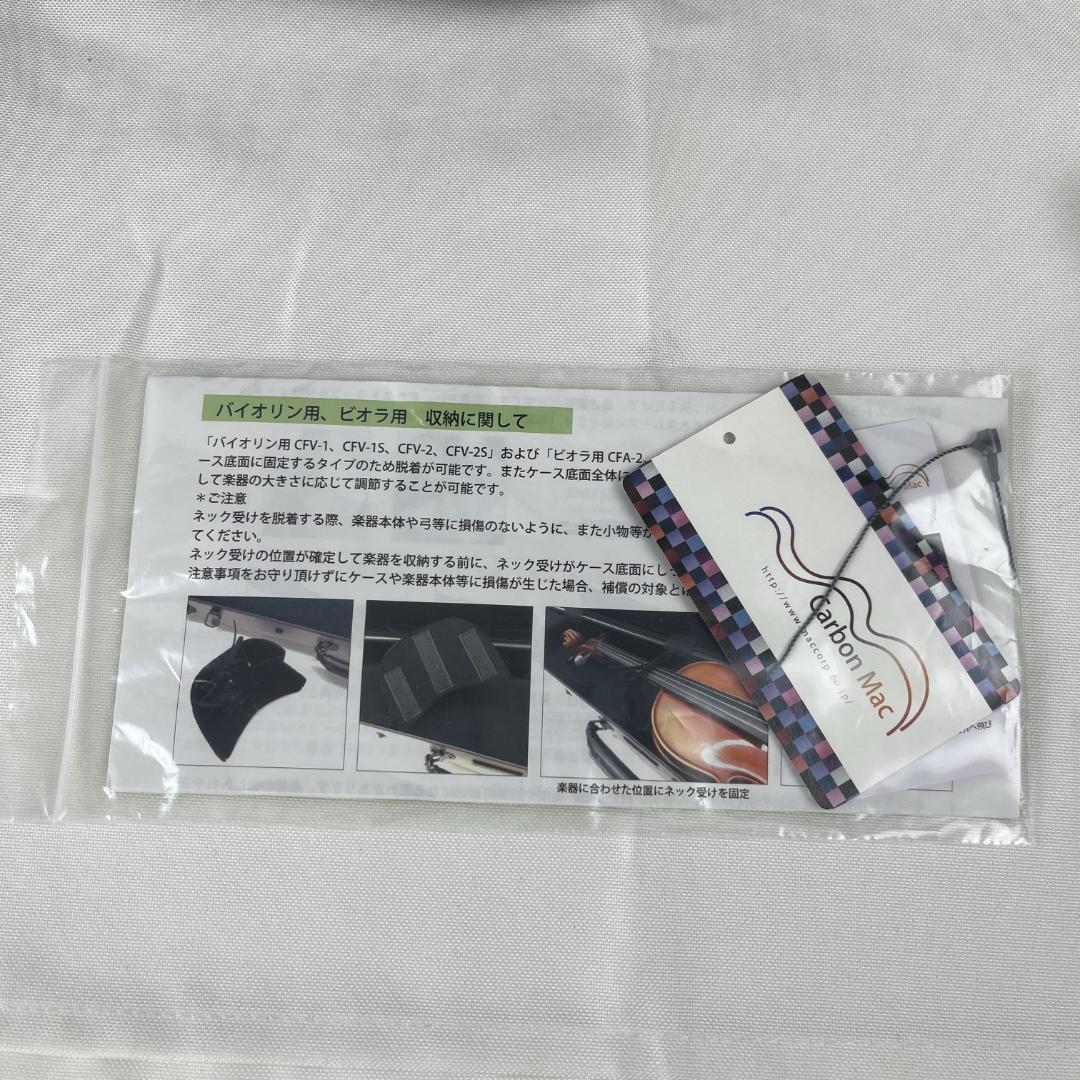 バイオリン用、ビオラ用　収納に関して
「バイオリン用 CFV-1、CFV-1S、CFV-2、CFV-2S」および「ビオラ用 CFA-2、
ース底面に固定するタイプのため脱着が可能です。またケース底面全体に
して楽器の大きさに応じて調節することが可能です。
＊ご注意
ネック受けを脱着する際、楽器本体や弓等に損傷のないように、また小物等が
てください。
ネック受けの位置が確定して楽器を収納する前に、ネック受けがケース底面にし
注意事項をお守り頂けずにケースや楽器本体等に損傷が生じた場合、補償の対象と
楽器に合わせた位置にネック受けを固定
Carbon Mac
http://www.maccorp.co.jp/
Mac